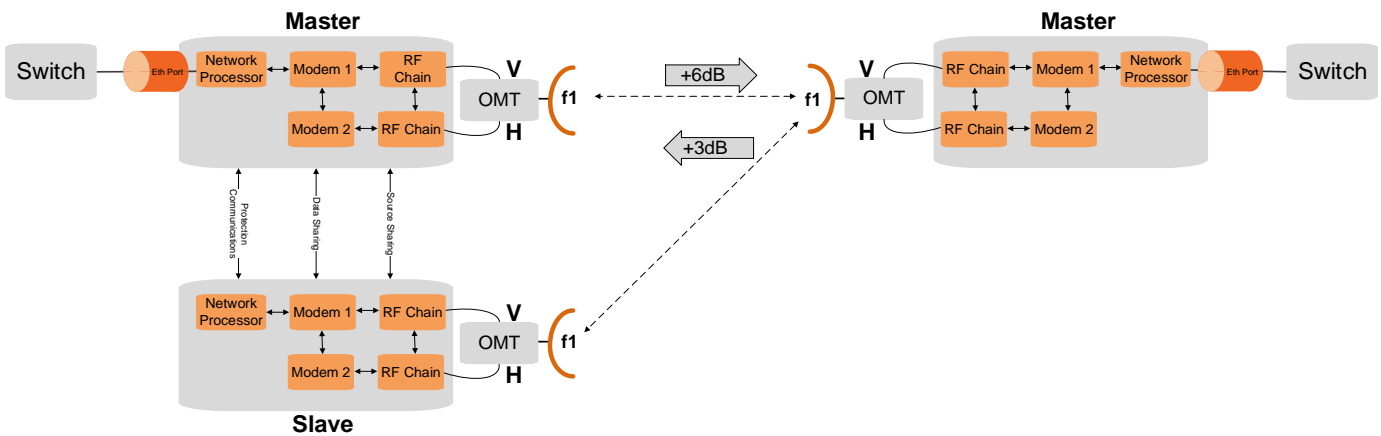 Master
Switch
Eth Port
Network
Processor
Modem 1
RF
Chain
Modem 2
RF Chain
V
OMT
H
f1
+6dB
+3dB
Master
f1
V
OMT
H
RF Chain
Modem 1
Network
Processor
RF Chain
Modem 2
Eth Port
Switch
Protection
Communications
Data Sharing
Source Sharing
Network
Processor
Modem 1
RF Chain
Modem 2
RF Chain
V
OMT
H
f1
Slave